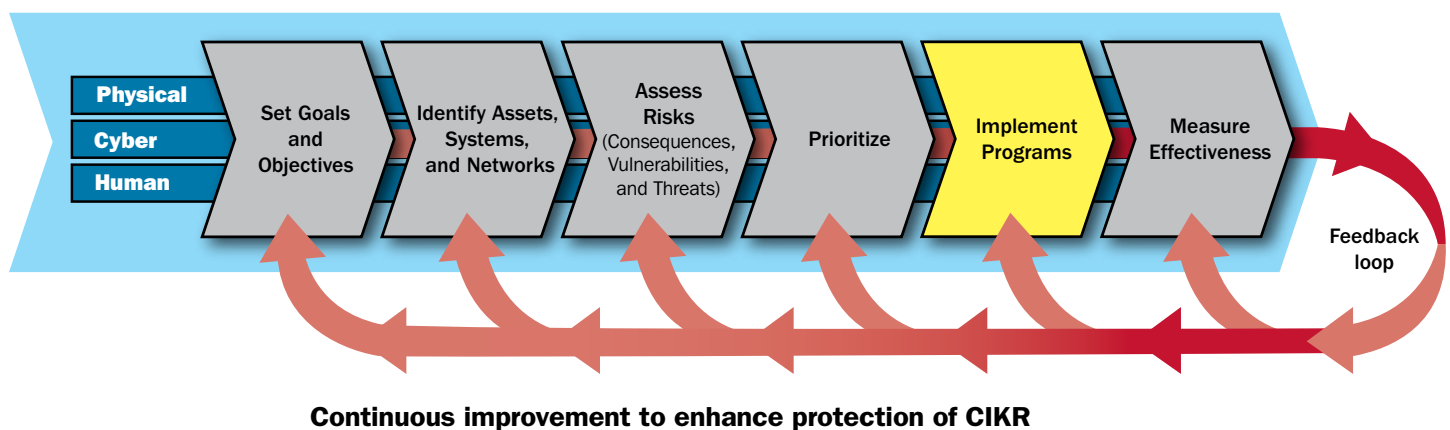 Physical
Cyber
Human
Set Goals
and
Objectives
Identify Assets,
Systems,
and Networks
Assess
Risks
(Consequences,
Vulnerabilities,
and Threats)
Prioritize
Implement
Programs
Measure
Effectiveness
Feedback
loop
Continuous improvement to enhance protection of CIKR